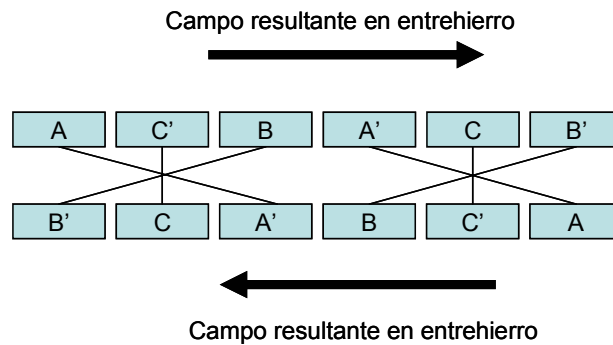 Campo resultante en entrehierro
A C’ B A’ C B’
B’ C A’ B C’ A
Campo resultante en entrehierro